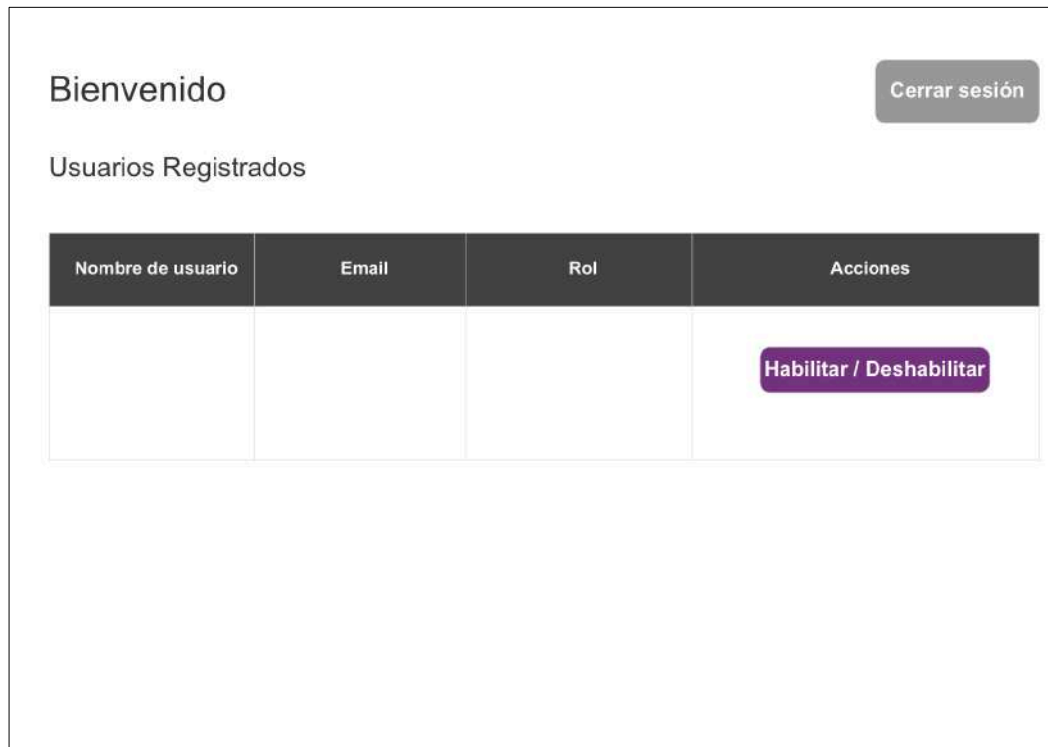 Bienvenido
Cerrar sesión
Usuarios Registrados
Nombre de usuario Email Rol Acciones
Habilitar / Deshabilitar